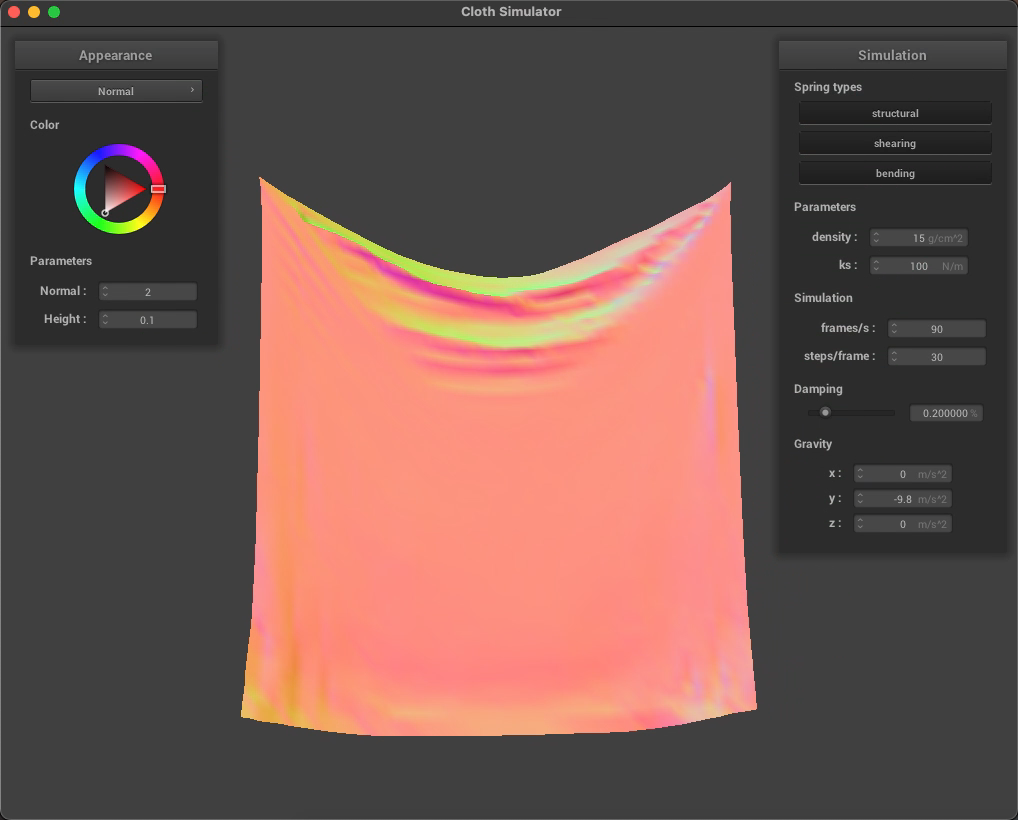 Cloth Simulator
Appearance
Normal
Color
Parameters
Normal :
2
Height :
0.1
Simulation
Spring types
structural
shearing
bending
Parameters
density :
15 g/cm^2
ks :
100 N/m
Simulation
frames/s :
90
steps/frame :
30
Damping
0.200000 %
Gravity
x :
0 m/s^2
y :
-9.8 m/s^2
z :
0 m/s^2